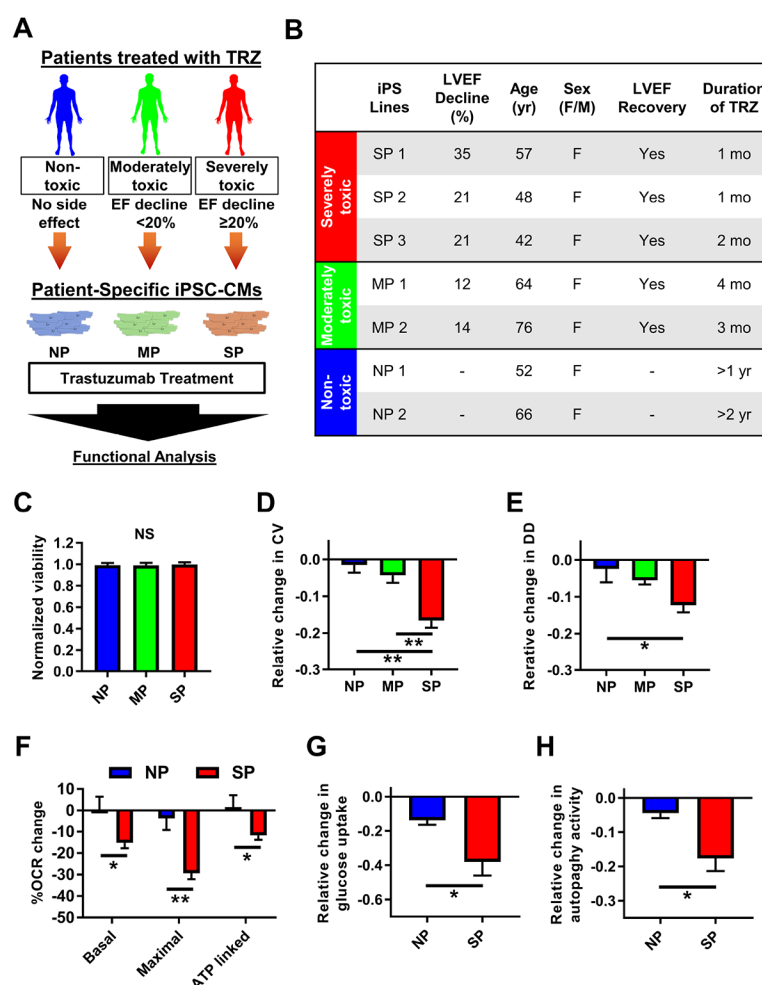 A
Patients treated with TRZ
Non-
toxic
Moderately
toxic
Severely
toxic
No side
effect
EF decline
<20%
EF decline
≥20%
Patient-Specific iPSC-CMs
NP
MP
SP
Trastuzumab Treatment
Functional Analysis
B
iPS
Lines
LVEF
Decline
(%)
Age
(yr)
Sex
(F/M)
LVEF
Recovery
Duration
of TRZ
Severely
toxic
SP 1 35 57 F Yes 1 mo
SP 2 21 48 F Yes 1 mo
SP 3 21 42 F Yes 2 mo
Moderately
toxic
MP 1 12 64 F Yes 4 mo
MP 2 14 76 F Yes 3 mo
Non-
toxic
NP 1 - 52 F - >1 yr
NP 2 - 66 F - >2 yr
C
NS
Normalized viability
1.2
1.0
0.8
0.6
0.4
0.2
0.0
NP MP SP
D
Relative change in CV
0.0
-0.1
-0.2
-0.3
**
**
NP MP SP
E
Relative change in DD
0.0
-0.1
-0.2
-0.3
*
NP MP SP
F
NP SP
%OCR change
10
0
-10
-20
-30
-40
-50
*
**
*
Basal
Maximal
ATP linked
G
Relative change in
glucose uptake
0.0
-0.2
-0.4
-0.6
*
NP SP
H
Relative change in
autopaghy activity
0.0
-0.1
-0.2
-0.3
*
NP SP